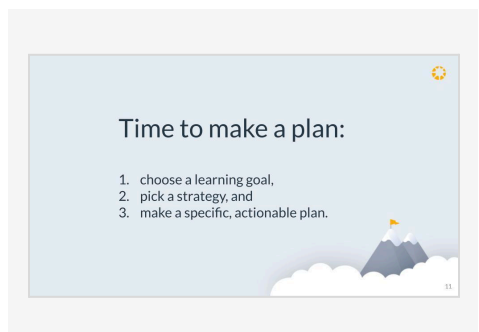 Time to make a plan:
1. choose a learning goal,
2. pick a strategy, and
3. make a specific, actionable plan.
11